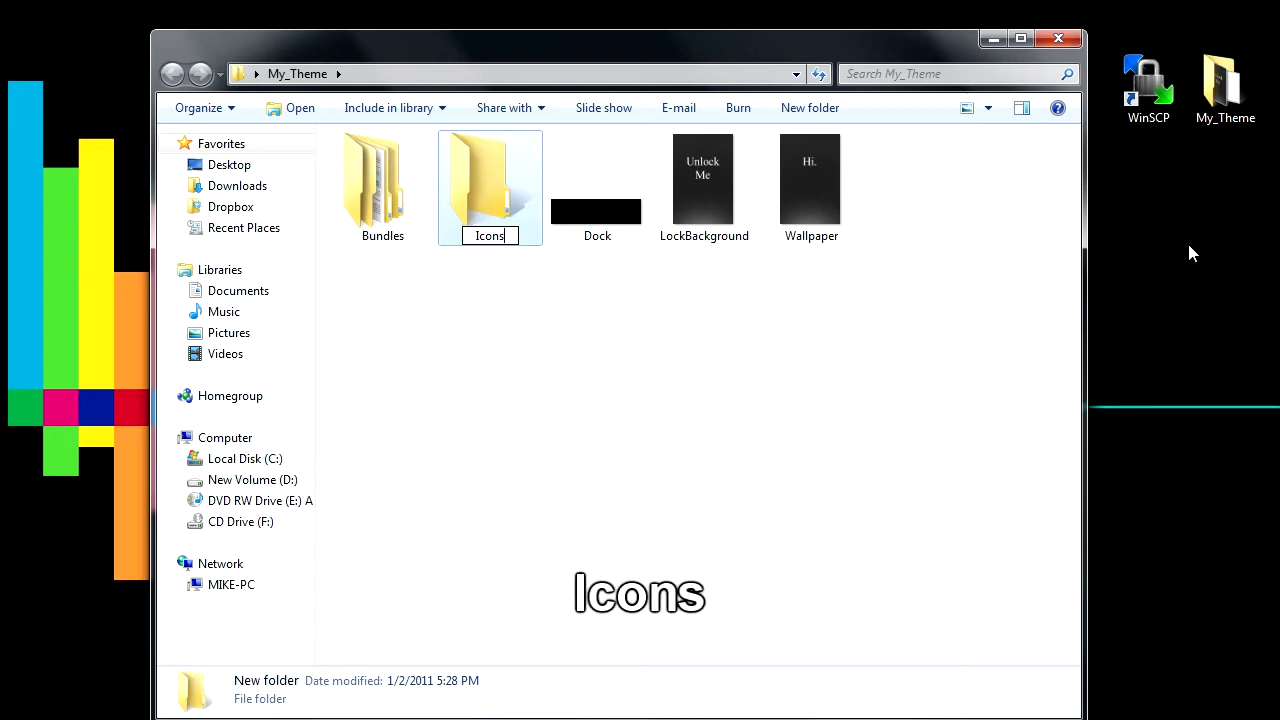 My_Theme
Search My_Theme
Organize
Open
Include in library
Share with
Slide show
E-mail
Burn
New folder
Favorites
Desktop
Downloads
Dropbox
Recent Places
Libraries
Documents
Music
Pictures
Videos
Homegroup
Computer
Local Disk (C:)
New Volume (D:)
DVD RW Drive (E:) A
CD Drive (F:)
Network
MIKE-PC
Bundles
Icons
Dock
Unlock
Me
LockBackground
Hi.
Wallpaper
WinSCP
My_Theme
Icons
New folder Date modified: 1/2/2011 5:28 PM
File folder